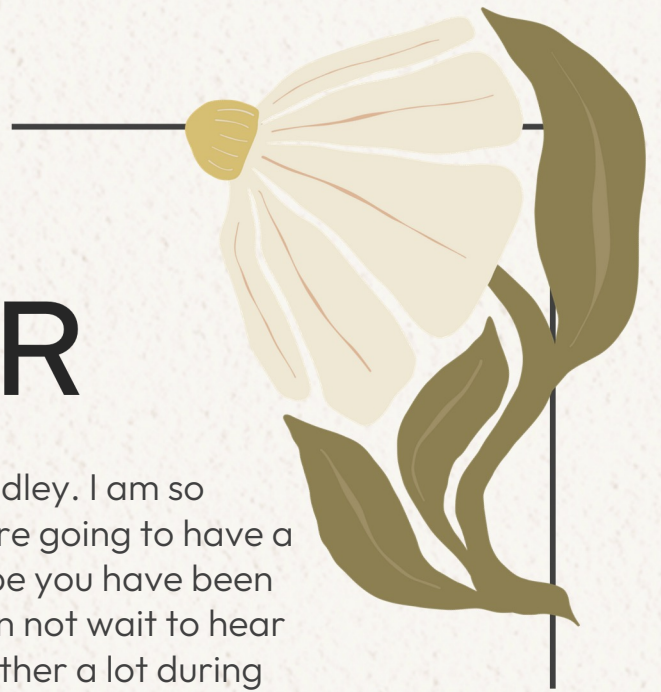 R
dley. I am so
re going to have a
be you have been
n not wait to hear
ther a lot during